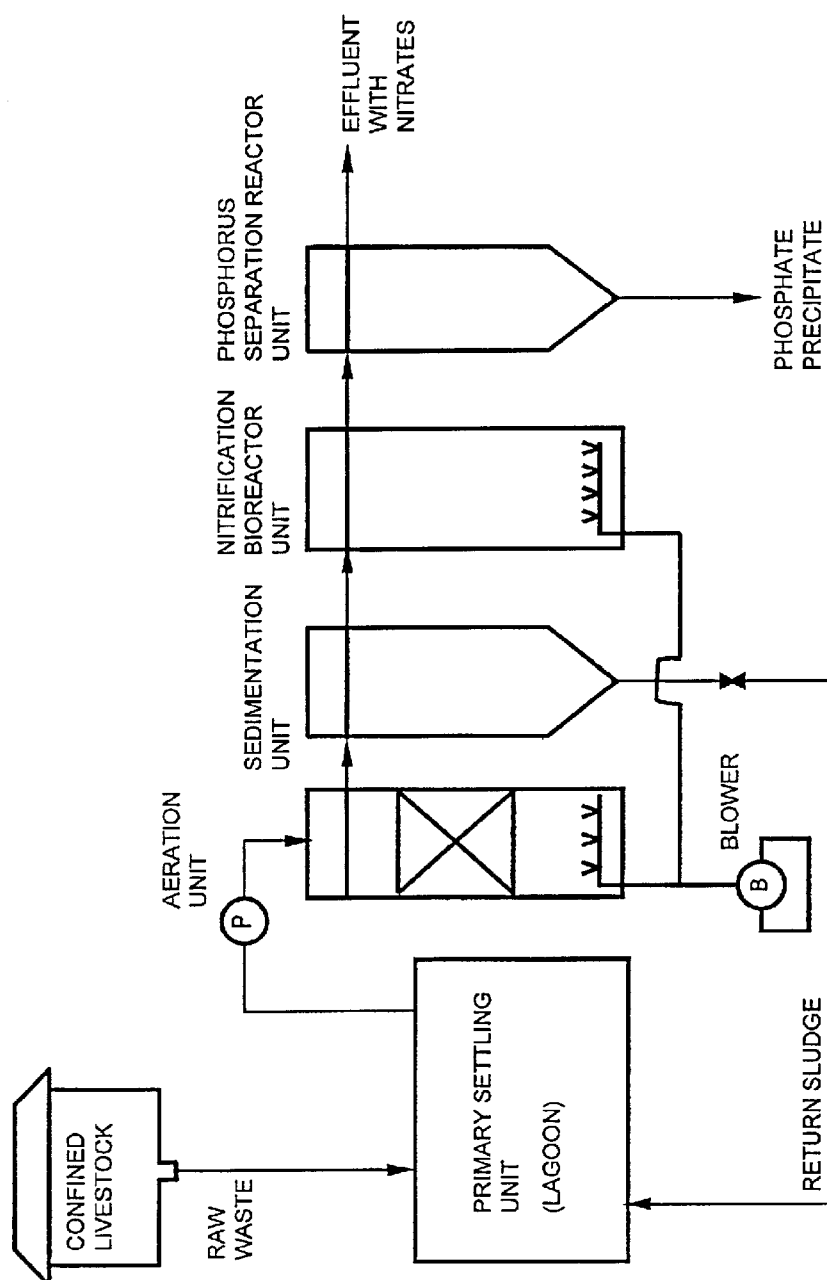 CONFINED
LIVESTOCK
RAW
WASTE
PRIMARY SETTLING
UNIT
(LAGOON)
RETURN SLUDGE
P
AERATION
UNIT
B
BLOWER
SEDIMENTATION
UNIT
NITRIFICATION
BIOREACTOR
UNIT
PHOSPHORUS
SEPARATION REACTOR
UNIT
EFFLUENT
WITH
NITRATES
PHOSPHATE
PRECIPITATE